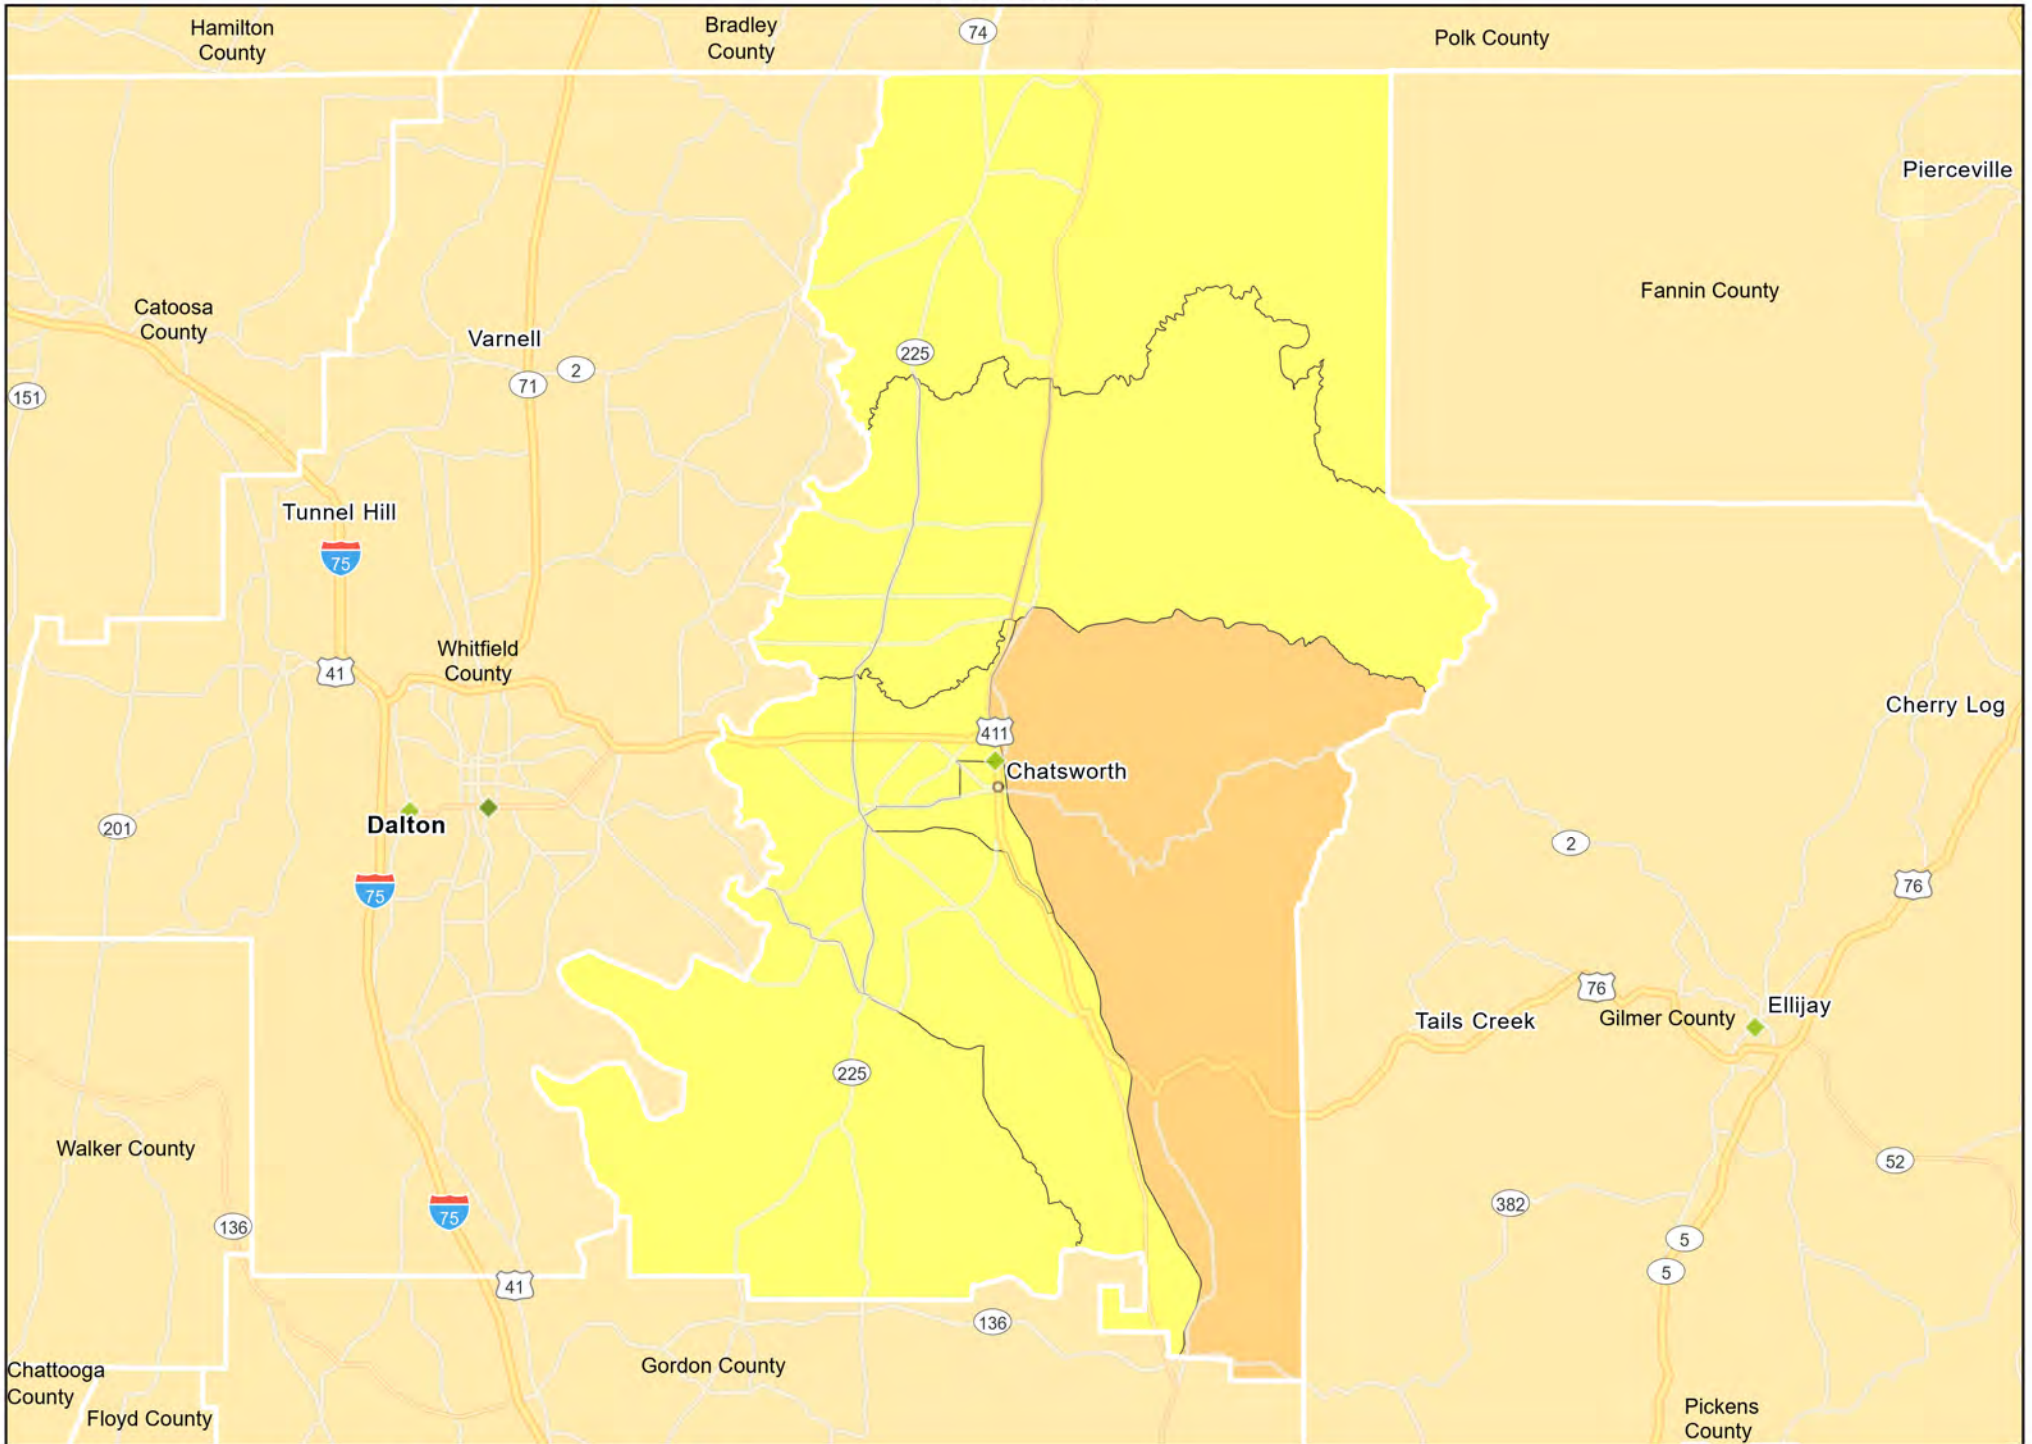 Hamilton
County
Bradley
County
74
Polk County
Pierceville
Catoosa
County
Fannin County
Varnell
225
2
71
151
Tunnel Hill
75
Whitfield
County
41
Cherry Log
411
Chatsworth
Dalton
201
2
76
75
76
Ellijay
Tails Creek
Gilmer County
225
Walker County
52
382
75
136
5
5
41
136
Gordon County
Chattooga
County
Floyd County
Pickens
County